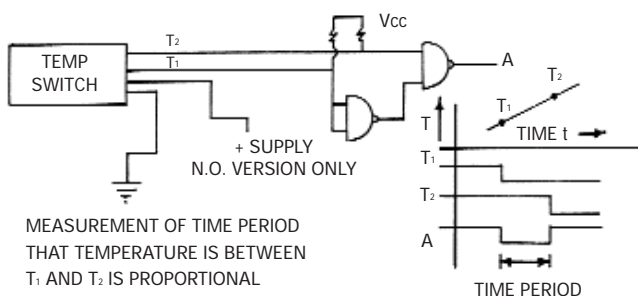 Vcc
T₂
TEMP
SWITCH
T₁
A
+ SUPPLY
N.O. VERSION ONLY
T
T₁
T₂
TIME t
T₁
T₂
A
MEASUREMENT OF TIME PERIOD
THAT TEMPERATURE IS BETWEEN
T₁ AND T₂ IS PROPORTIONAL
TIME PERIOD